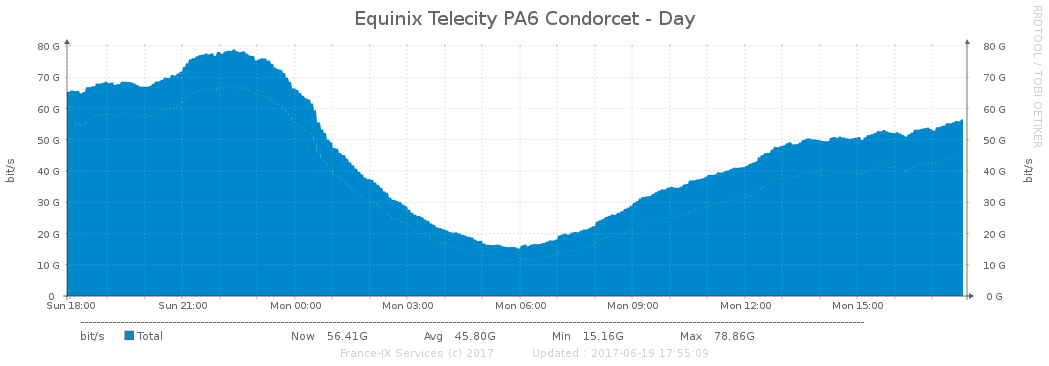 Equinix Telecity PA6 Condorcet - Day
RRDTOOL / TOBI OETIKER
bit/s
80 G 80 G
70 G 70 G
60 G 60 G
50 G 50 G
40 G 40 G
30 G 30 G
20 G 20 G
10 G 10 G
0 0 G
bit/s
Sun 18:00 Sun 21:00 Mon 00:00 Mon 03:00 Mon 06:00 Mon 09:00 Mon 12:00 Mon 15:00
bit/s Total Now 56.41G Avg 45.80G Min 15.16G Max 78.86G
France-IX Services (c) 2017 Updated : 2017-06-19 17:55:09